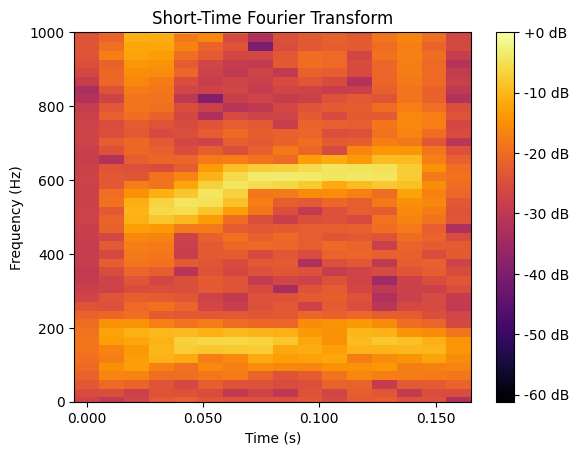 Short-Time Fourier Transform
1000
800
600
400
200
0
Frequency (Hz)
0.000
0.050
0.100
0.150
Time (s)
+0 dB
-10 dB
-20 dB
-30 dB
-40 dB
-50 dB
-60 dB